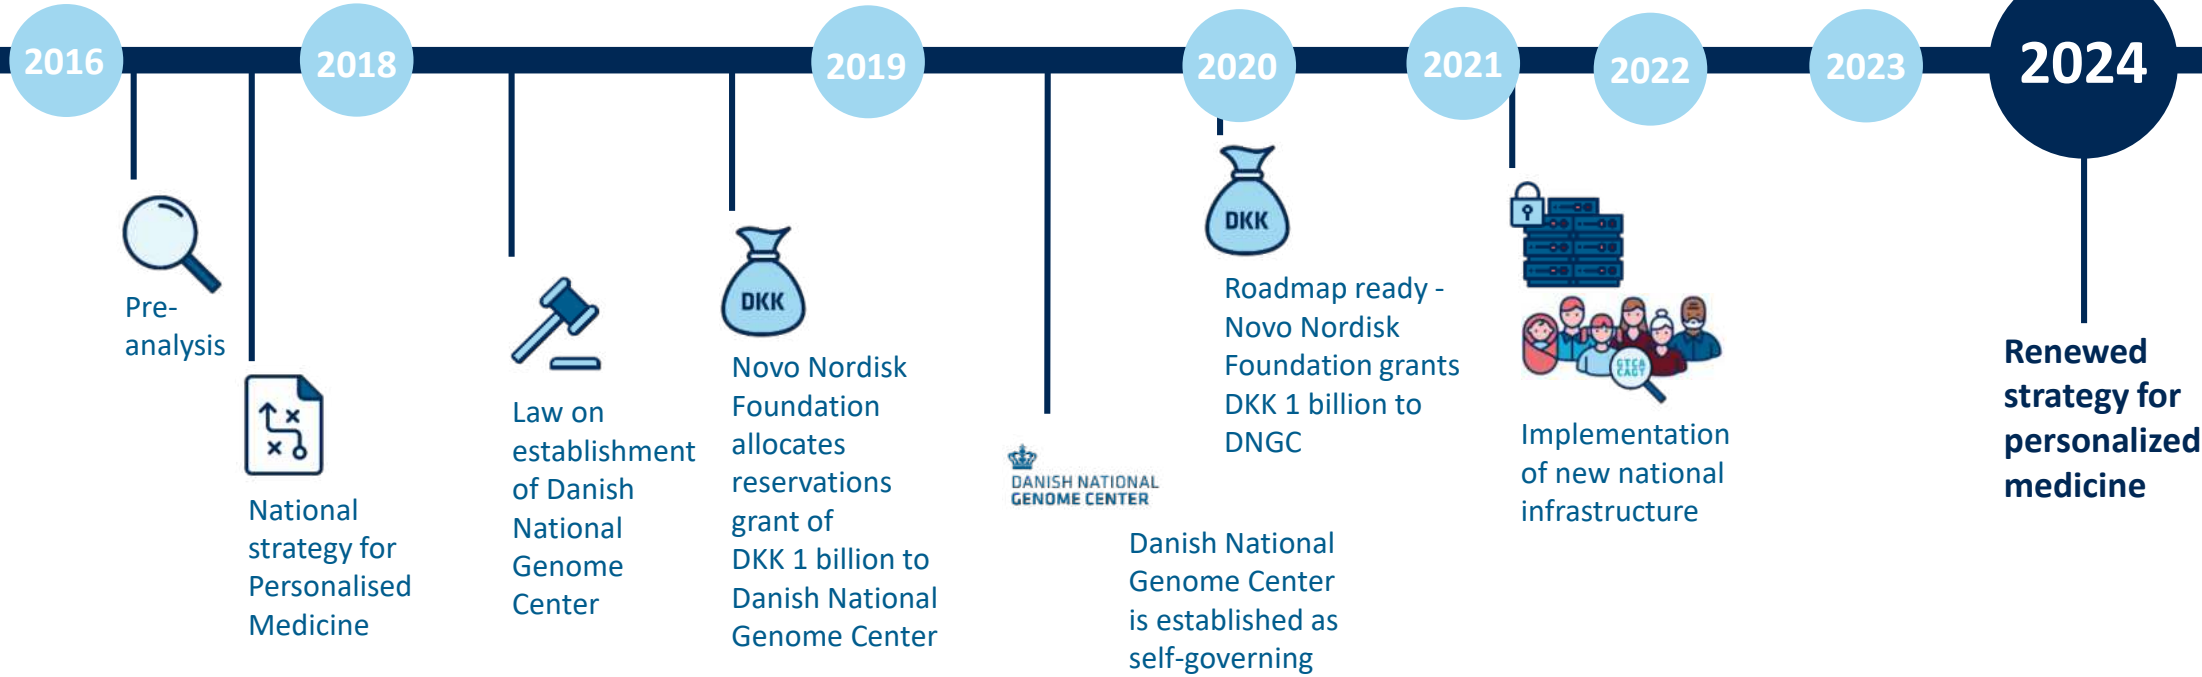 2016
2018
2019
2020
2021
2022
2023
2024
Pre-
analysis
National
strategy for
Personalised
Medicine
Law on
establishment
of Danish
National
Genome
Center
DKK
Novo Nordisk
Foundation
allocates
reservations
grant of
DKK 1 billion to
Danish National
Genome Center
DANISH NATIONAL
GENOME CENTER
Danish National
Genome Center
is established as
self-governing
DKK
Roadmap ready -
Novo Nordisk
Foundation grants
DKK 1 billion to
DNGC
GTCA
CAGT
Implementation
of new national
infrastructure
Renewed
strategy for
personalized
medicine